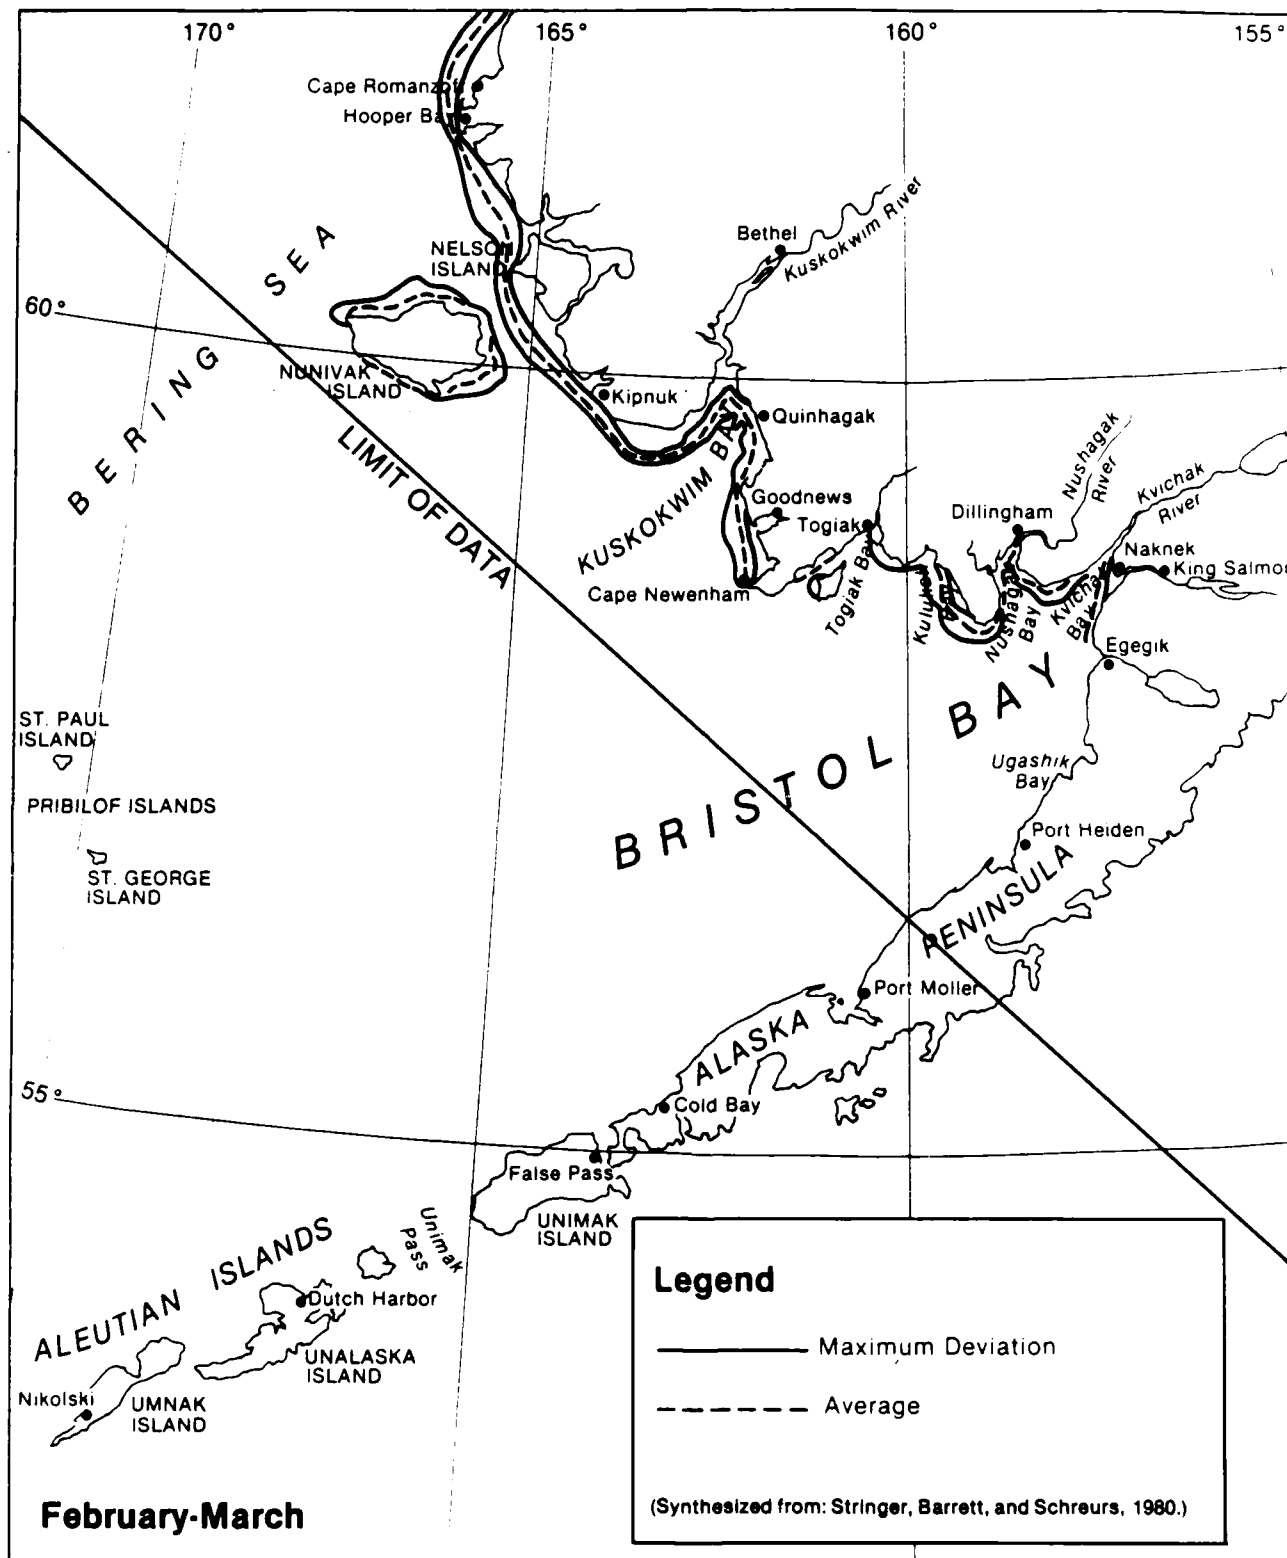 170°
165°
160°
155°
Cape Romanzof
Hooper Bay
BERING SEA
NELSON
ISLAND
Bethel
Kuskokwim River
60°
NUNIVAK
ISLAND
Kipnuk
Quinhagak
LIMIT OF DATA
KUSKOKWIM BAY
Goodnews
Togiak
Dillingham
Nushagak
River
Kvichak
River
Naknek
King Salmon
Cape Newenham
Togiak Bay
Nushagak
Bay
Kvichak
Bay
Egegik
BRISTOL BAY
ST. PAUL
ISLAND
PRIBILOF ISLANDS
ST. GEORGE
ISLAND
Ugashik
Bay
Port Heiden
ALASKA PENINSULA
Port Moller
55°
Cold Bay
False Pass
UNIMAK
ISLAND
Unimak
Pass
ALEUTIAN ISLANDS
Dutch Harbor
UNALASKA
ISLAND
Nikolski
UMNAK
ISLAND
February-March
Legend
Maximum Deviation
Average
(Synthesized from: Stringer, Barrett, and Schreurs, 1980.)